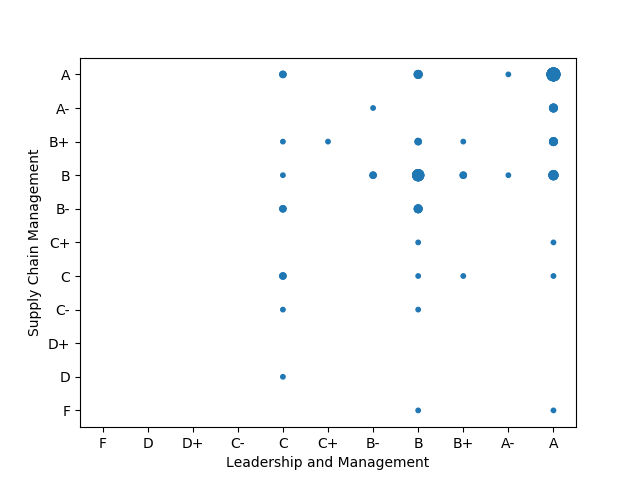 Supply Chain Management
A
A-
B+
B
B-
C+
C
C-
D+
D
F
F D D+ C- C C+ B- B B+ A- A
Leadership and Management